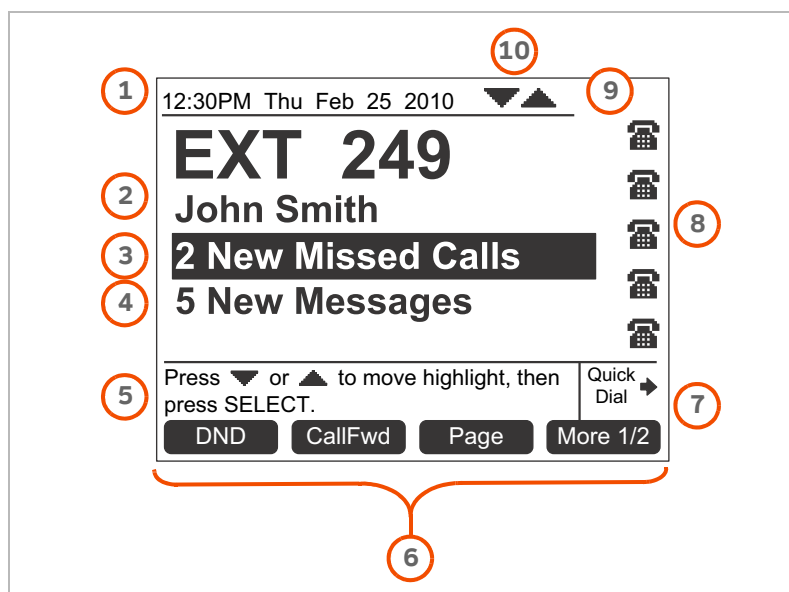 10
1
12:30PM Thu Feb 25 2010
9
EXT 249
2
John Smith
8
3
2 New Missed Calls
4
5 New Messages
5
Press ▼ or ▲ to move highlight, then
press SELECT.
Quick
Dial
7
DND
CallFwd
Page
More 1/2
6